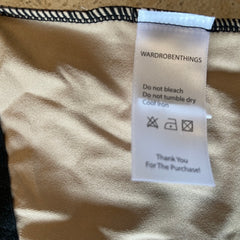 WARDROBENTHINGS
Do not bleach
Do not tumble dry
Cool iron
Thank You
For The Purchase!